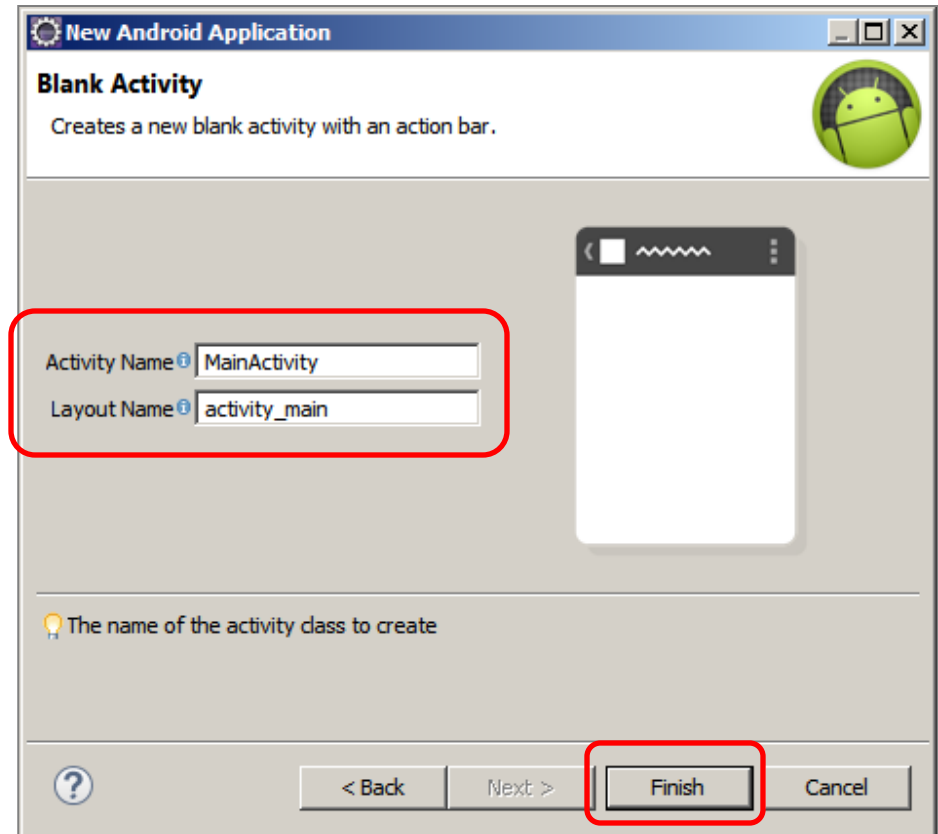 New Android Application
Blank Activity
Creates a new blank activity with an action bar.
Activity Name MainActivity
Layout Name activity_main
The name of the activity class to create
< Back Next > Finish Cancel